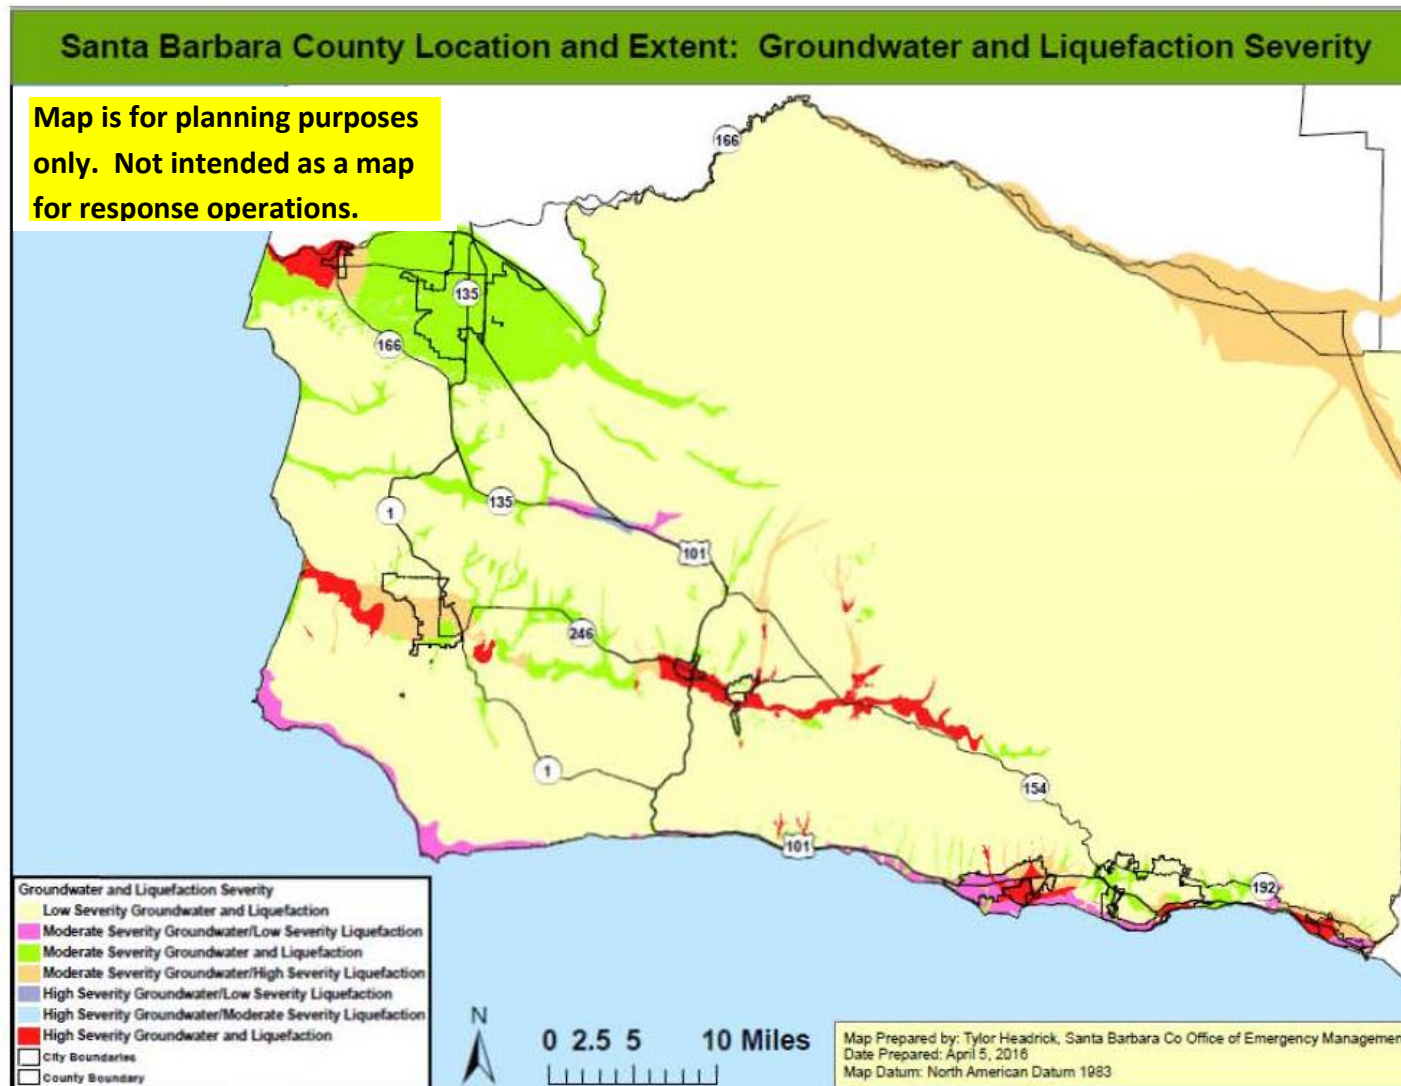 Santa Barbara County Location and Extent: Groundwater and Liquefaction Severity
Map is for planning purposes
only. Not intended as a map
for response operations.
166
135
166
135
1
101
246
1
154
101
192
Groundwater and Liquefaction Severity
Low Severity Groundwater and Liquefaction
Moderate Severity Groundwater/Low Severity Liquefaction
Moderate Severity Groundwater and Liquefaction
Moderate Severity Groundwater/High Severity Liquefaction
High Severity Groundwater/Low Severity Liquefaction
High Severity Groundwater/Moderate Severity Liquefaction
High Severity Groundwater and Liquefaction
City Boundaries
County Boundary
N
0 2.5 5 10 Miles
Map Prepared by: Tylor Headrick, Santa Barbara Co Office of Emergency Managemen
Date Prepared: April 5, 2016
Map Datum: North American Datum 1983